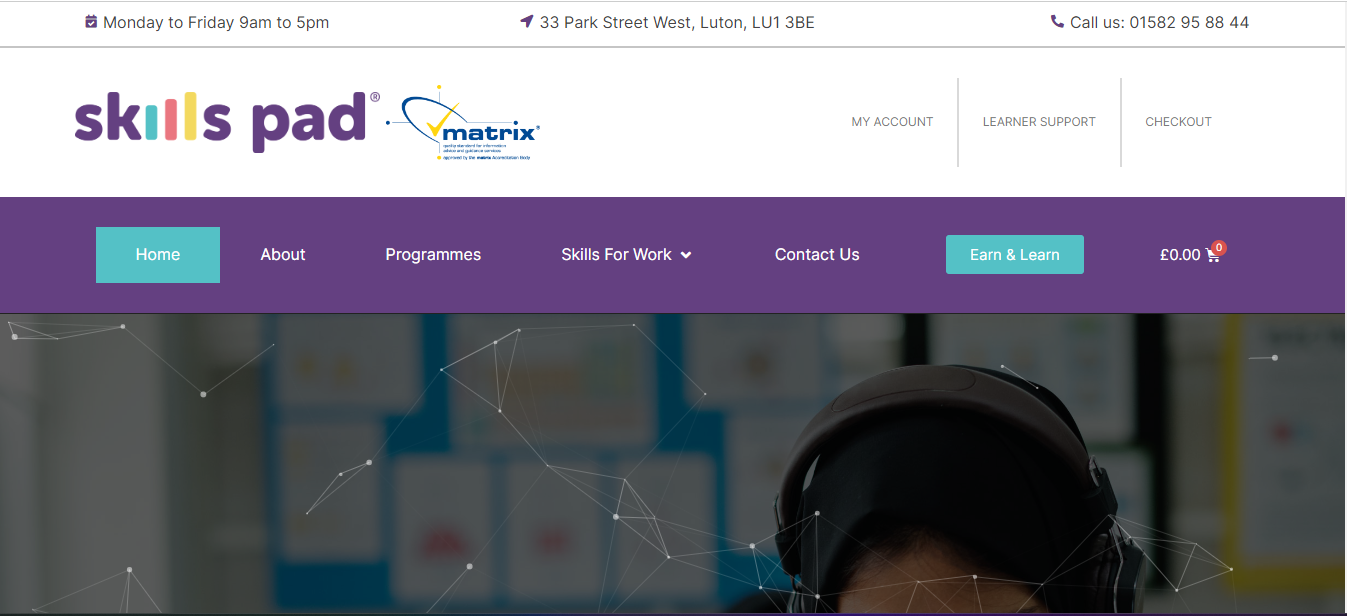 Monday to Friday 9am to 5pm
33 Park Street West, Luton, LU1 3BE
Call us: 01582 95 88 44
skills pad®
matrix®
quality standard for information
advice and guidance services
approved by the matrix Accreditation Body
MY ACCOUNT
LEARNER SUPPORT
CHECKOUT
Home
About
Programmes
Skills For Work
Contact Us
Earn & Learn
£0.00
0